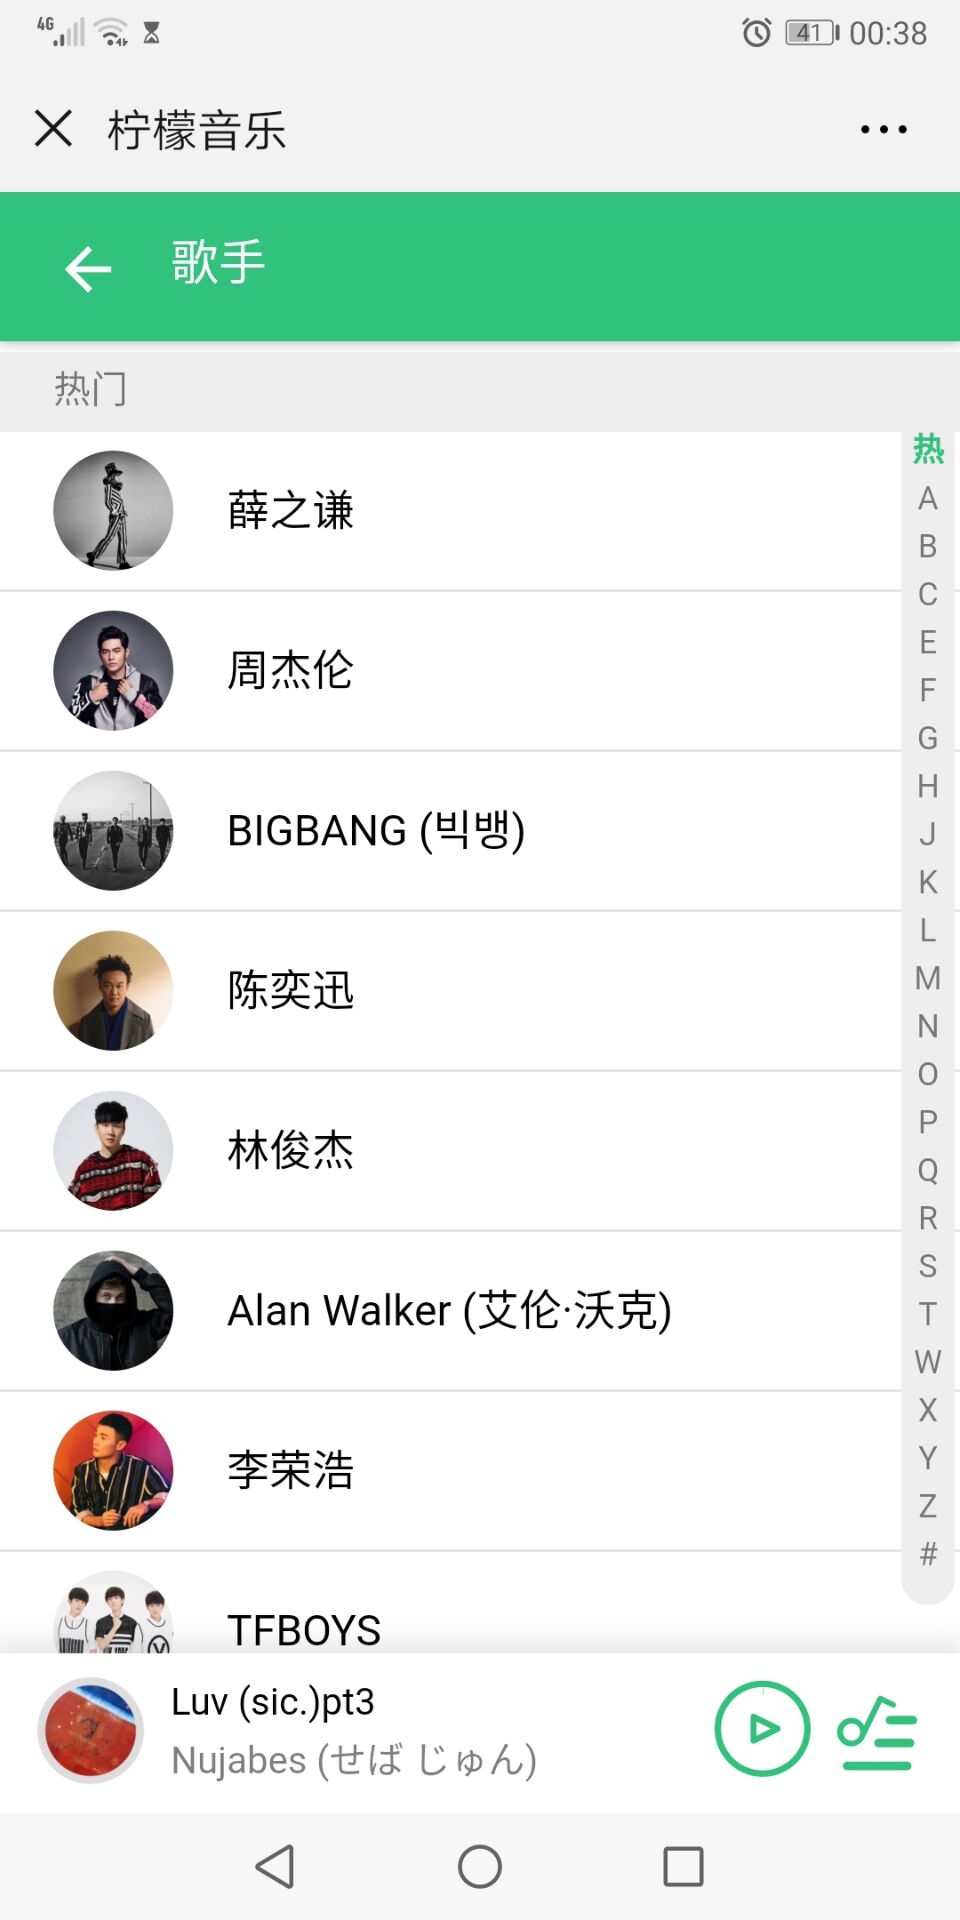 4G 41 00:38
柠檬音乐
歌手
热门
热
薛之谦
A
B
C
周杰伦
E
F
G
H
BIGBANG (빅뱅)
J
K
L
陈奕迅
M
N
O
P
林俊杰
Q
R
S
Alan Walker (艾伦·沃克)
T
W
X
李荣浩
Y
Z
#
TFBOYS
Luv (sic.)pt3
Nujabes (せば じゅん)